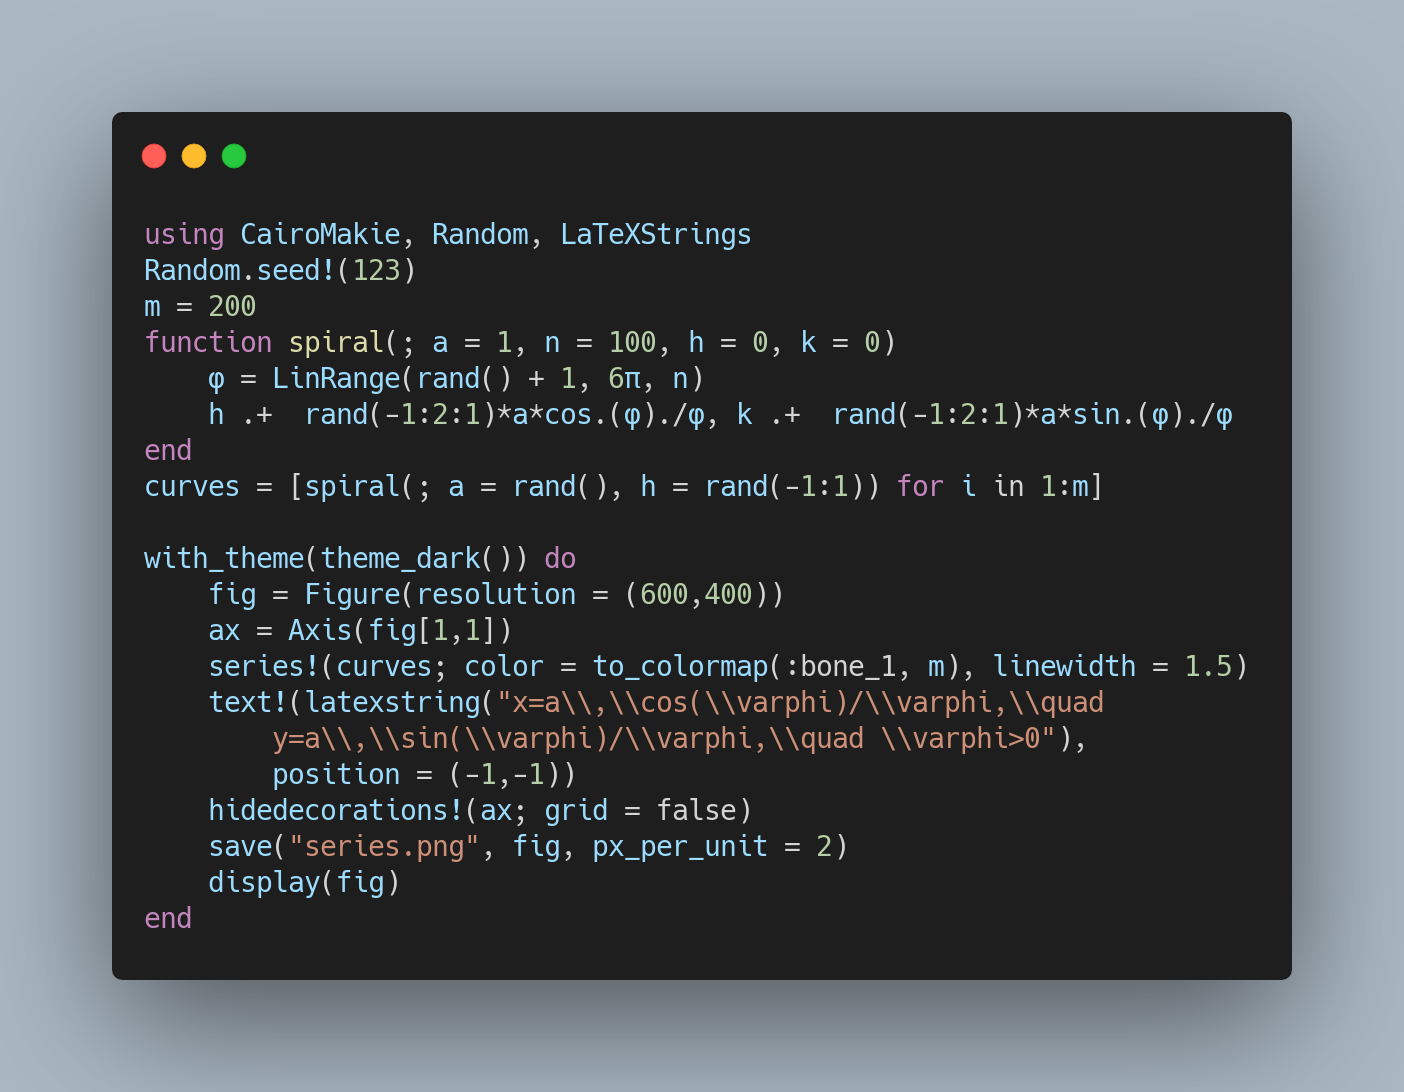 using CairoMakie, Random, LaTeXStrings
Random.seed!(123)
m = 200
function spiral(; a = 1, n = 100, h = 0, k = 0)
    φ = LinRange(rand() + 1, 6π, n)
    h .+  rand(-1:2:1)*a*cos.(φ)./φ, k .+  rand(-1:2:1)*a*sin.(φ)./φ
end
curves = [spiral(; a = rand(), h = rand(-1:1)) for i in 1:m]

with_theme(theme_dark()) do
    fig = Figure(resolution = (600,400))
    ax = Axis(fig[1,1])
    series!(curves; color = to_colormap(:bone_1, m), linewidth = 1.5)
    text!(latexstring("x=a\\,\\cos(\\varphi)/\\varphi,\\quad
        y=a\\,\\sin(\\varphi)/\\varphi,\\quad \\varphi>0"),
        position = (-1,-1))
    hidedecorations!(ax; grid = false)
    save("series.png", fig, px_per_unit = 2)
    display(fig)
end